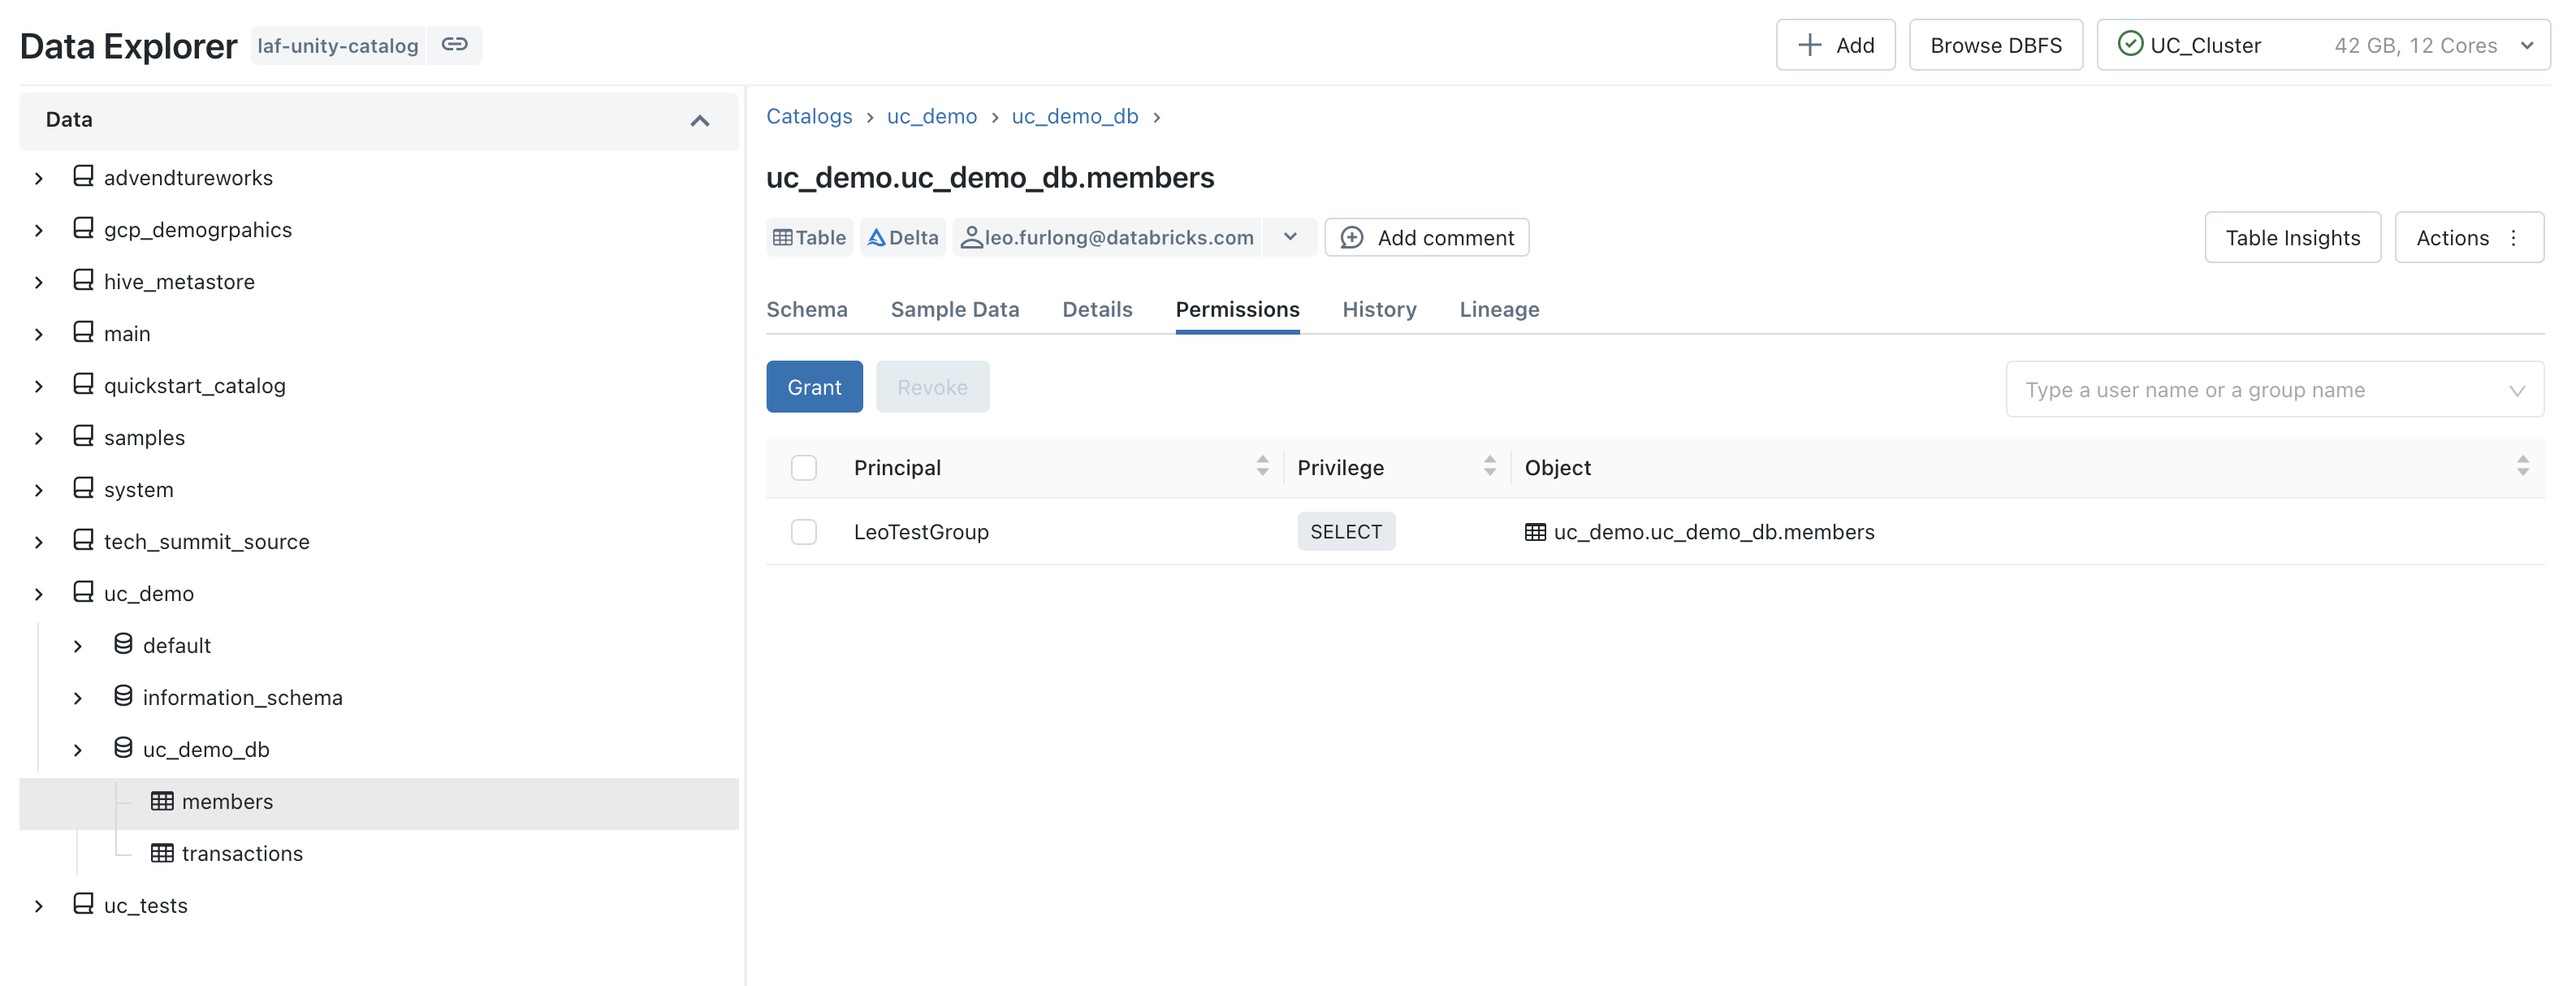 Data Explorer laf-unity-catalog
Add Browse DBFS UC_Cluster 42 GB, 12 Cores
Data
advendtureworks
gcp_demogrpahics
hive_metastore
main
quickstart_catalog
samples
system
tech_summit_source
uc_demo
default
information_schema
uc_demo_db
members
transactions
uc_tests
Catalogs > uc_demo > uc_demo_db >
uc_demo.uc_demo_db.members
Table Delta leo.furlong@databricks.com Add comment
Table Insights Actions
Schema Sample Data Details Permissions History Lineage
Grant Revoke
Type a user name or a group name
Principal Privilege Object
LeoTestGroup SELECT uc_demo.uc_demo_db.members